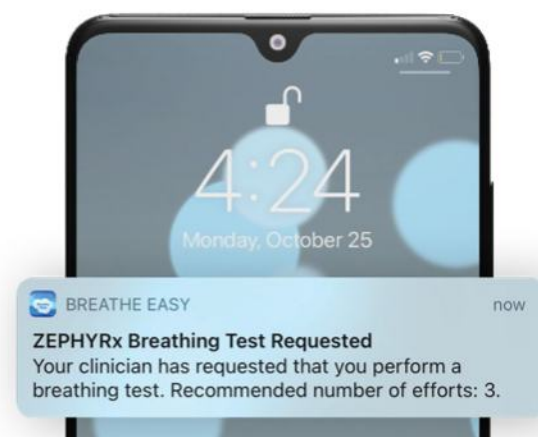 4:24
Monday, October 25
BREATHE EASY now
ZEPHYRx Breathing Test Requested
Your clinician has requested that you perform a
breathing test. Recommended number of efforts: 3.